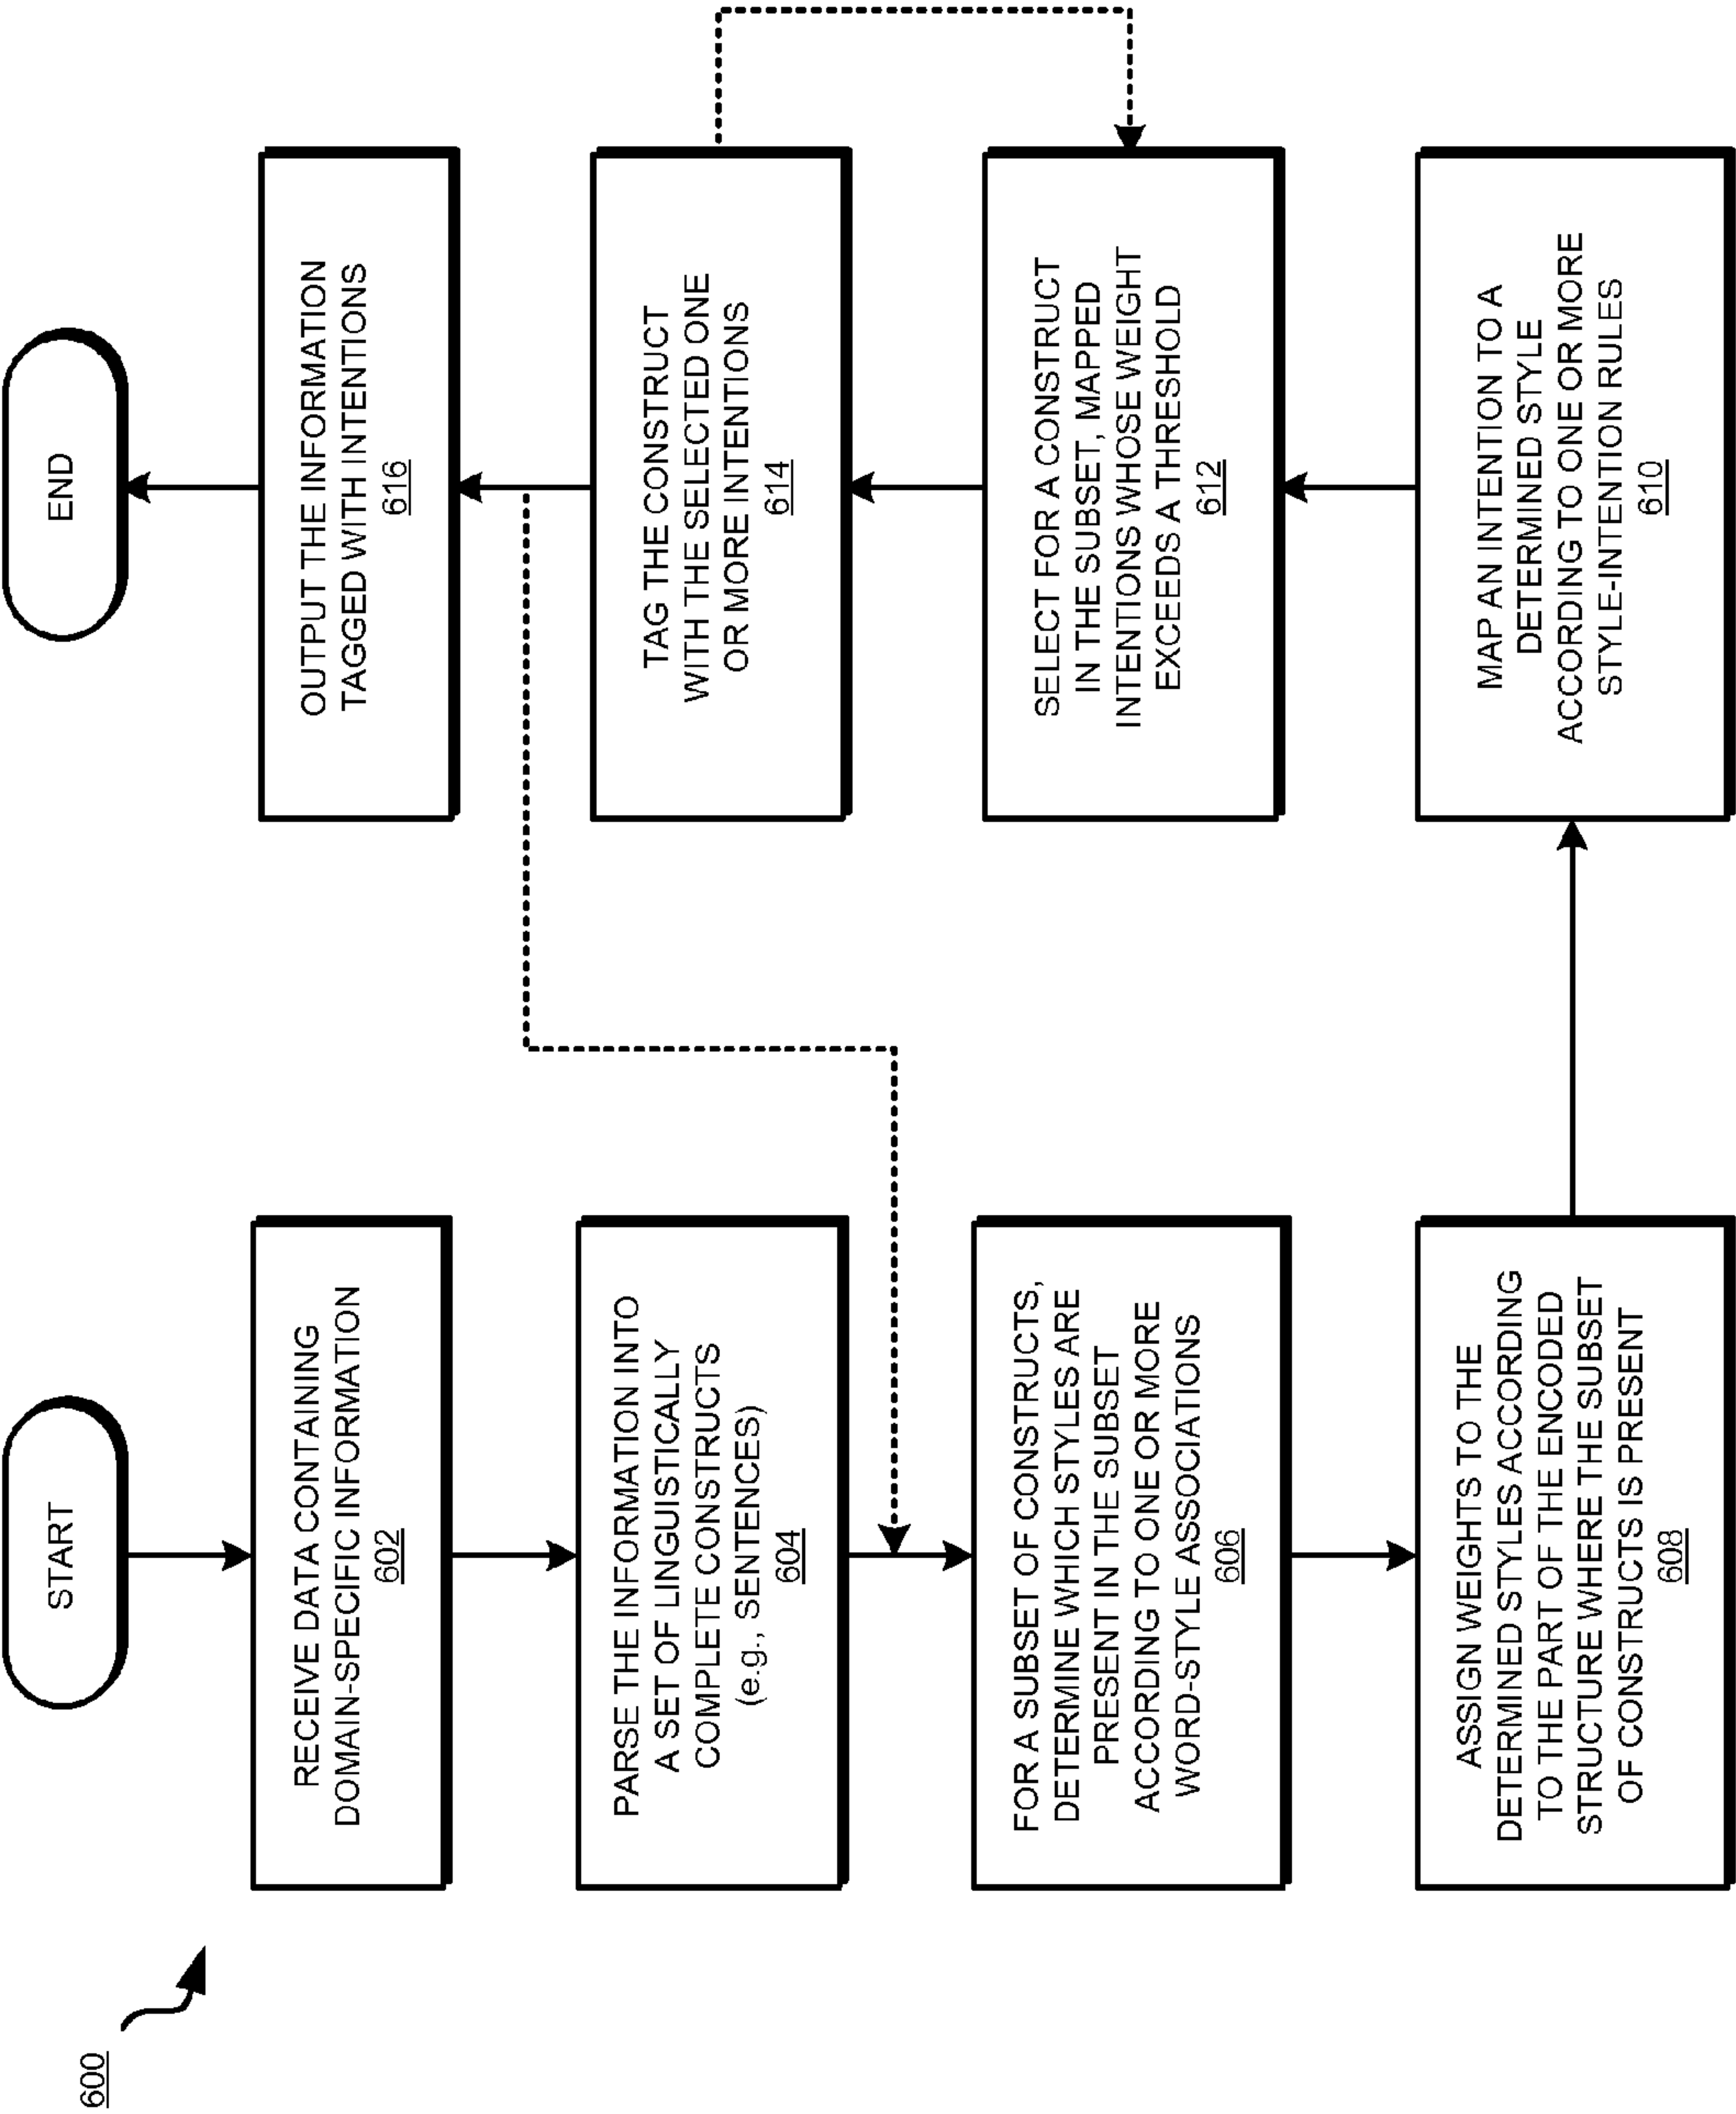 600
START
RECEIVE DATA CONTAINING
DOMAIN-SPECIFIC INFORMATION
602
PARSE THE INFORMATION INTO
A SET OF LINGUISTICALLY
COMPLETE CONSTRUCTS
(e.g., SENTENCES)
604
FOR A SUBSET OF CONSTRUCTS,
DETERMINE WHICH STYLES ARE
PRESENT IN THE SUBSET
ACCORDING TO ONE OR MORE
WORD-STYLE ASSOCIATIONS
606
ASSIGN WEIGHTS TO THE
DETERMINED STYLES ACCORDING
TO THE PART OF THE ENCODED
STRUCTURE WHERE THE SUBSET
OF CONSTRUCTS IS PRESENT
608
MAP AN INTENTION TO A
DETERMINED STYLE
ACCORDING TO ONE OR MORE
STYLE-INTENTION RULES
610
SELECT FOR A CONSTRUCT
IN THE SUBSET, MAPPED
INTENTIONS WHOSE WEIGHT
EXCEEDS A THRESHOLD
612
TAG THE CONSTRUCT
WITH THE SELECTED ONE
OR MORE INTENTIONS
614
OUTPUT THE INFORMATION
TAGGED WITH INTENTIONS
616
END